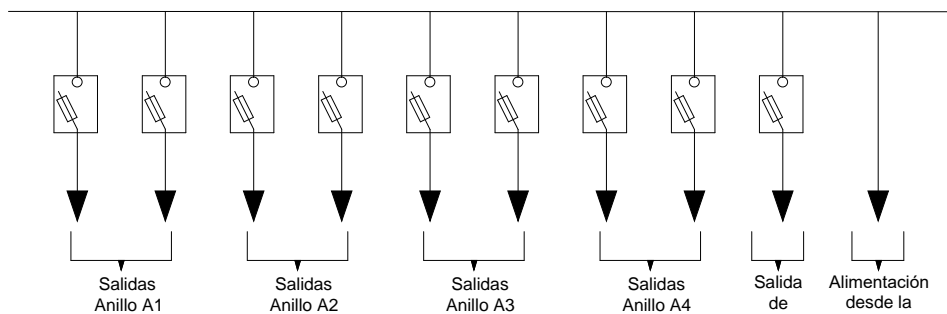 Salidas
Anillo A1
Salidas
Anillo A2
Salidas
Anillo A3
Salidas
Anillo A4
Salida
de
Alimentación
desde la